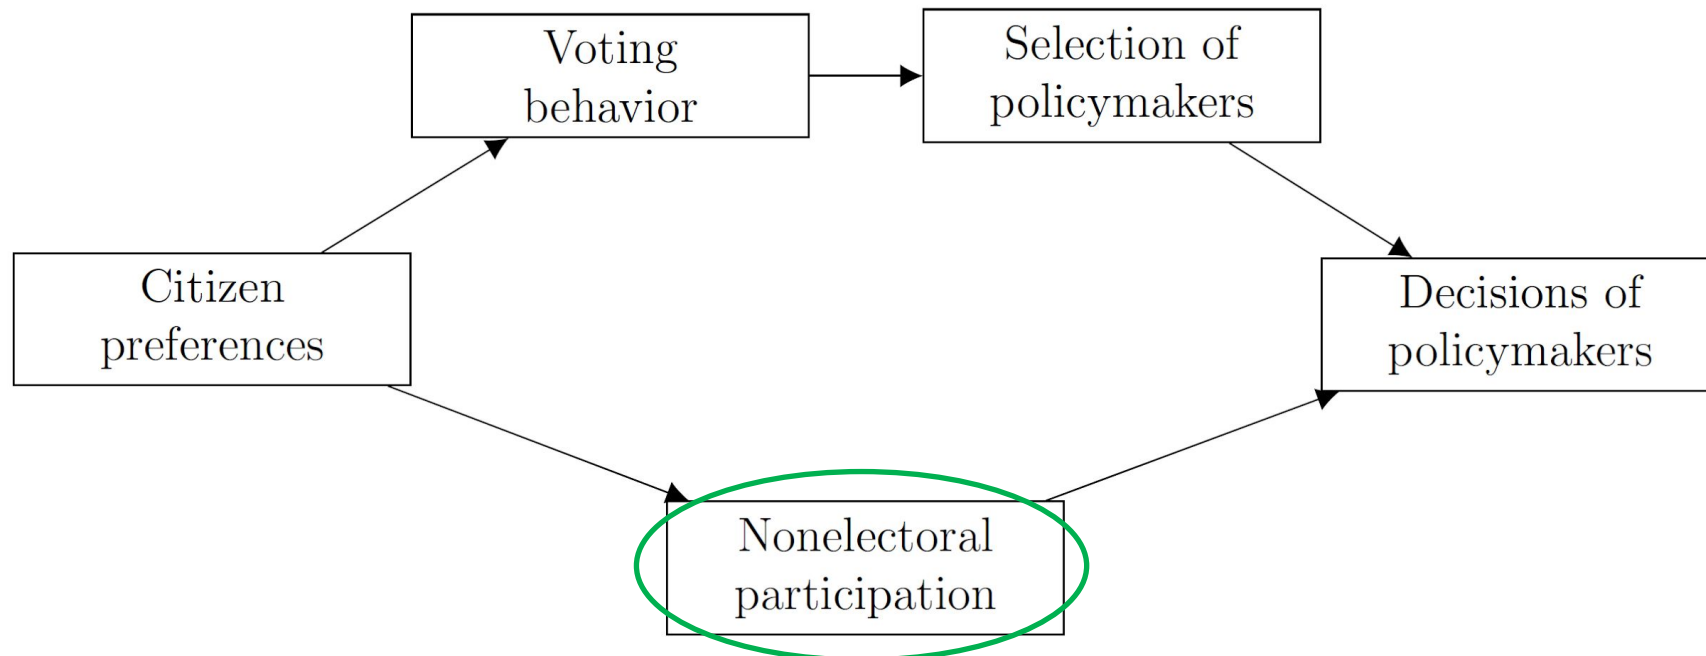 Voting
behavior
Selection of
policymakers
Citizen
preferences
Decisions of
policymakers
Nonelectoral
participation